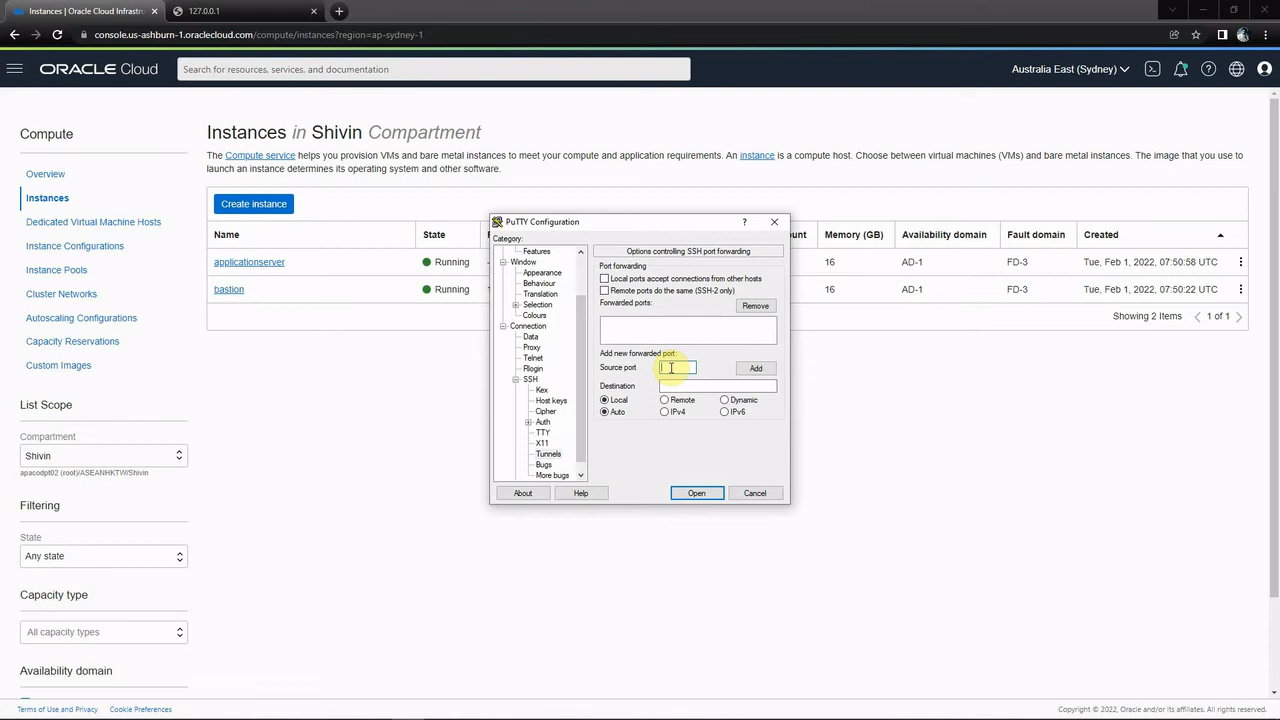 Instances | Oracle Cloud Infrastr
127.0.0.1
console.us-ashburn-1.oraclecloud.com/compute/instances?region=ap-sydney-1
ORACLE Cloud
Search for resources, services, and documentation
Australia East (Sydney)
Compute
Overview
Instances
Dedicated Virtual Machine Hosts
Instance Configurations
Instance Pools
Cluster Networks
Autoscaling Configurations
Capacity Reservations
Custom Images
List Scope
Compartment
Shivin
apacodpt02 (root)/ASEANHKTW/Shivin
Filtering
State
Any state
Capacity type
All capacity types
Availability domain
Instances in Shivin Compartment
The Compute service helps you provision VMs and bare metal instances to meet your compute and application requirements. An instance is a compute host. Choose between virtual machines (VMs) and bare metal instances. The image that you use to
launch an instance determines its operating system and other software.
Create instance
Name State Memory (GB) Availability domain Fault domain Created
applicationserver Running 16 AD-1 FD-3 Tue, Feb 1, 2022, 07:50:58 UTC
bastion Running 16 AD-1 FD-3 Tue, Feb 1, 2022, 07:50:22 UTC
Showing 2 Items 1 of 1
PuTTY Configuration ?
Category:
Features
Window
Appearance
Behaviour
Translation
Selection
Colours
Connection
Data
Proxy
Telnet
Rlogin
SSH
Kex
Host keys
Cipher
Auth
TTY
X11
Tunnels
Bugs
More bugs
Options controlling SSH port forwarding
Port forwarding
Local ports accept connections from other hosts
Remote ports do the same (SSH-2 only)
Forwarded ports: Remove
Add new forwarded port:
Source port Add
Destination
Local Remote Dynamic
Auto IPv4 IPv6
About Help Open Cancel
Terms of Use and Privacy Cookie Preferences
Copyright © 2022, Oracle and/or its affiliates. All rights reserved.